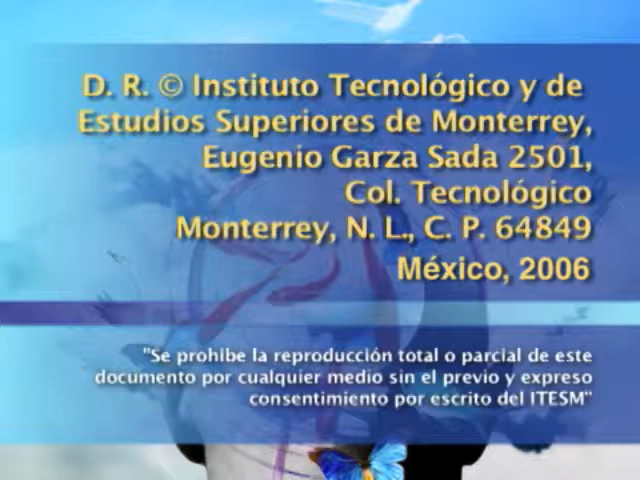 D. R. © Instituto Tecnológico y de
Estudios Superiores de Monterrey,
Eugenio Garza Sada 2501,
Col. Tecnológico
Monterrey, N. L., C. P. 64849
México, 2006
"Se prohibe la reproducción total o parcial de este
documento por cualquier medio sin el previo y expreso
consentimiento por escrito del ITESM"